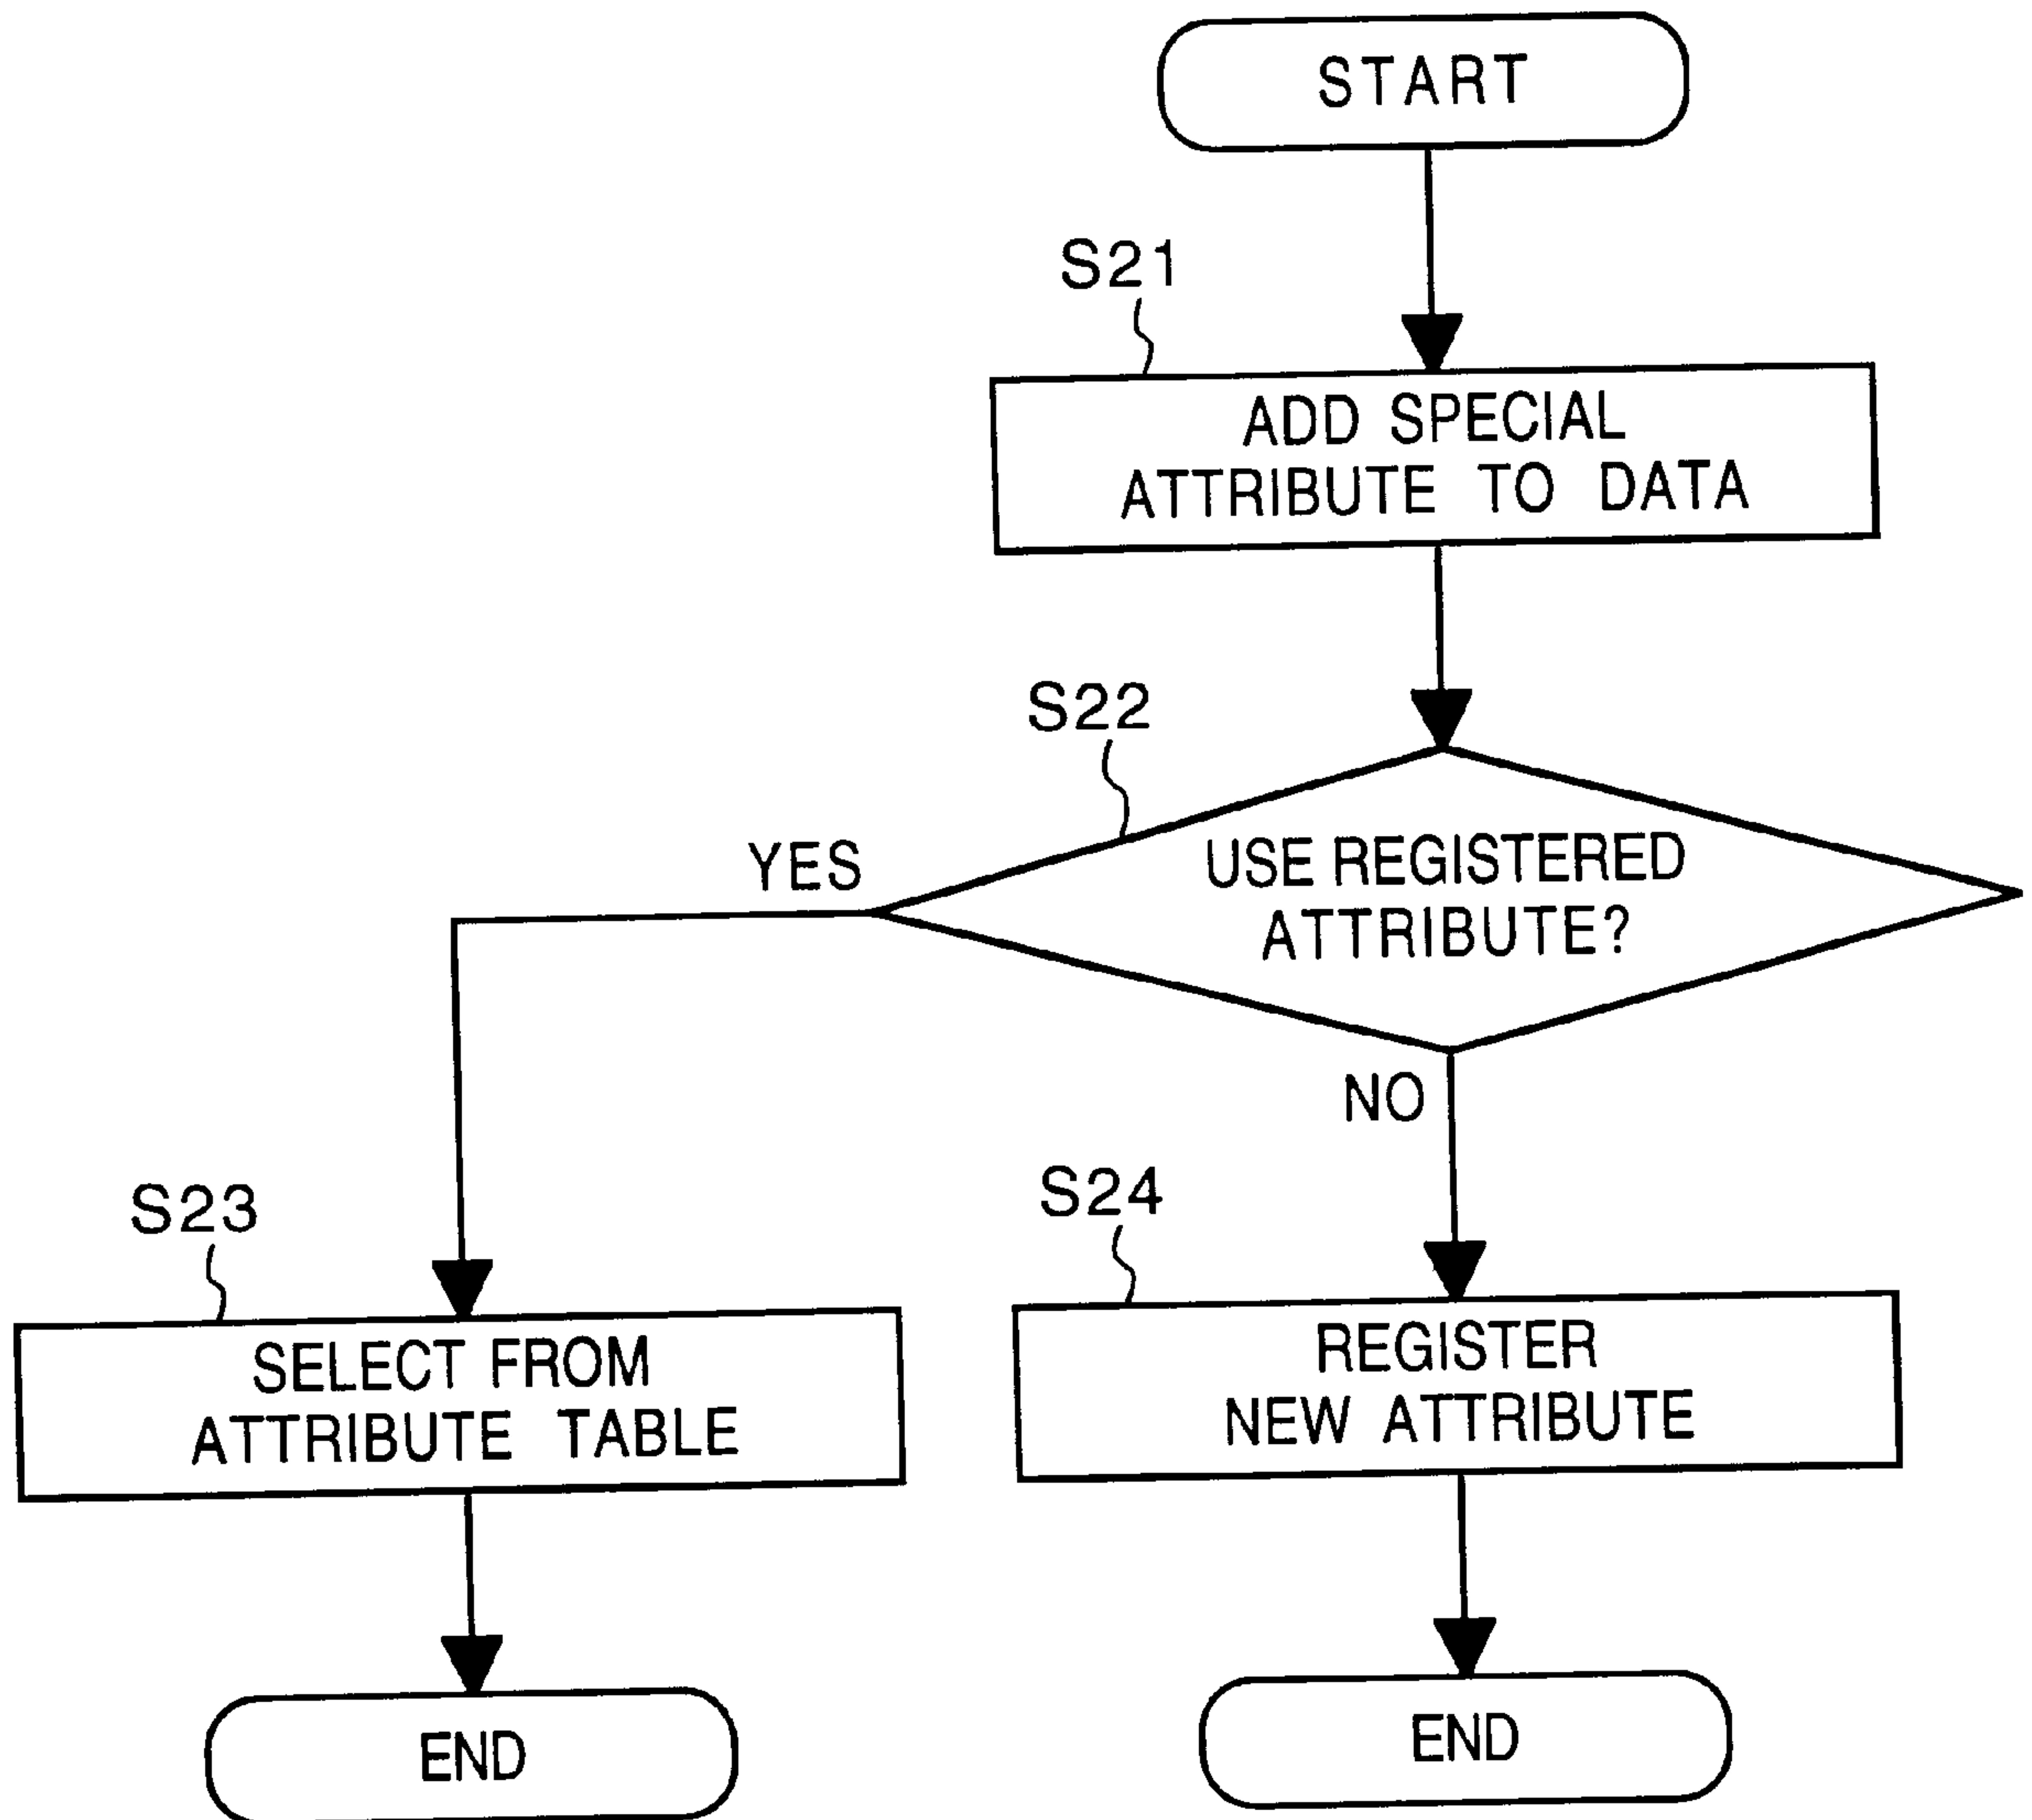 START
S21
ADD SPECIAL
ATTRIBUTE TO DATA
S22
USE REGISTERED
ATTRIBUTE?
YES
NO
S23
SELECT FROM
ATTRIBUTE TABLE
S24
REGISTER
NEW ATTRIBUTE
END
END